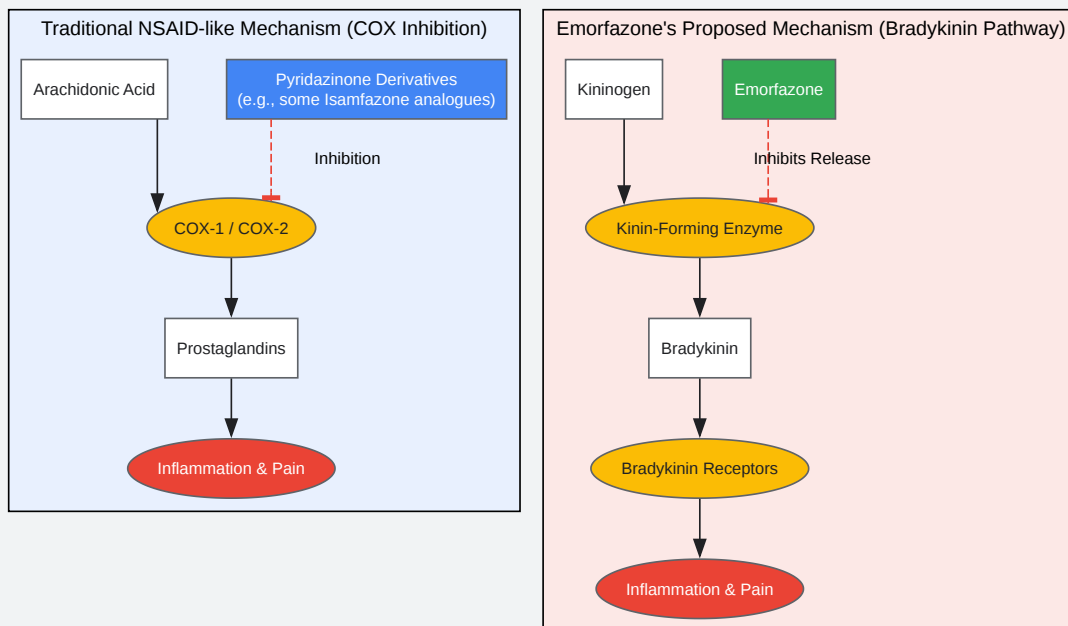 Traditional NSAID-like Mechanism (COX Inhibition)
Arachidonic Acid
Pyridazinone Derivatives
(e.g., some Isamfazone analogues)
Inhibition
COX-1 / COX-2
Prostaglandins
Inflammation & Pain
Emorfazone's Proposed Mechanism (Bradykinin Pathway)
Kininogen
Emorfazone
Inhibits Release
Kinin-Forming Enzyme
Bradykinin
Bradykinin Receptors
Inflammation & Pain